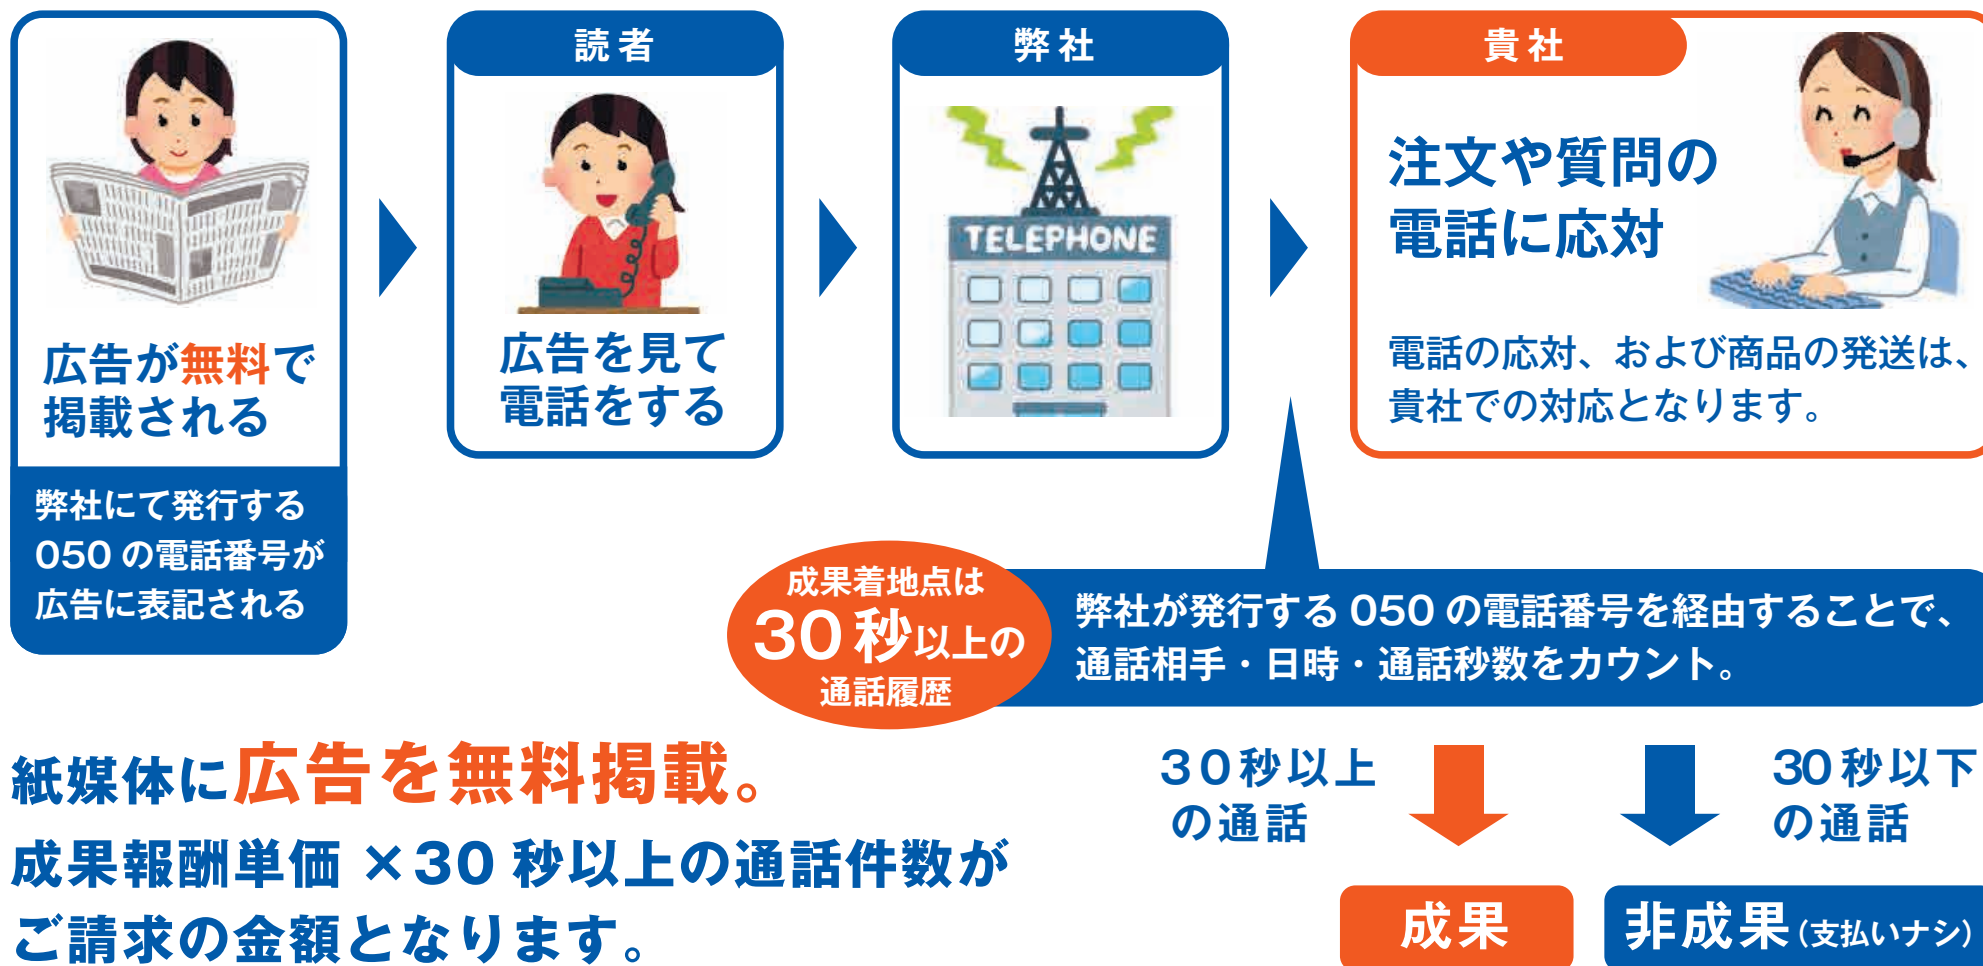 広告が無料で
掲載される
弊社にて発行する
050 の電話番号が
広告に表記される
読者
広告を見て
電話をする
弊社
TELEPHONE
貴社
注文や質問の
電話に応対
電話の応対、および商品の発送は、
貴社での対応となります。
成果着地点は
30 秒以上の
通話履歴
弊社が発行する 050 の電話番号を経由することで、
通話相手・日時・通話秒数をカウント。
紙媒体に広告を無料掲載。
成果報酬単価 ×30 秒以上の通話件数が
ご請求の金額となります。
30秒以上
の通話
30秒以下
の通話
成果
非成果(支払いナシ)